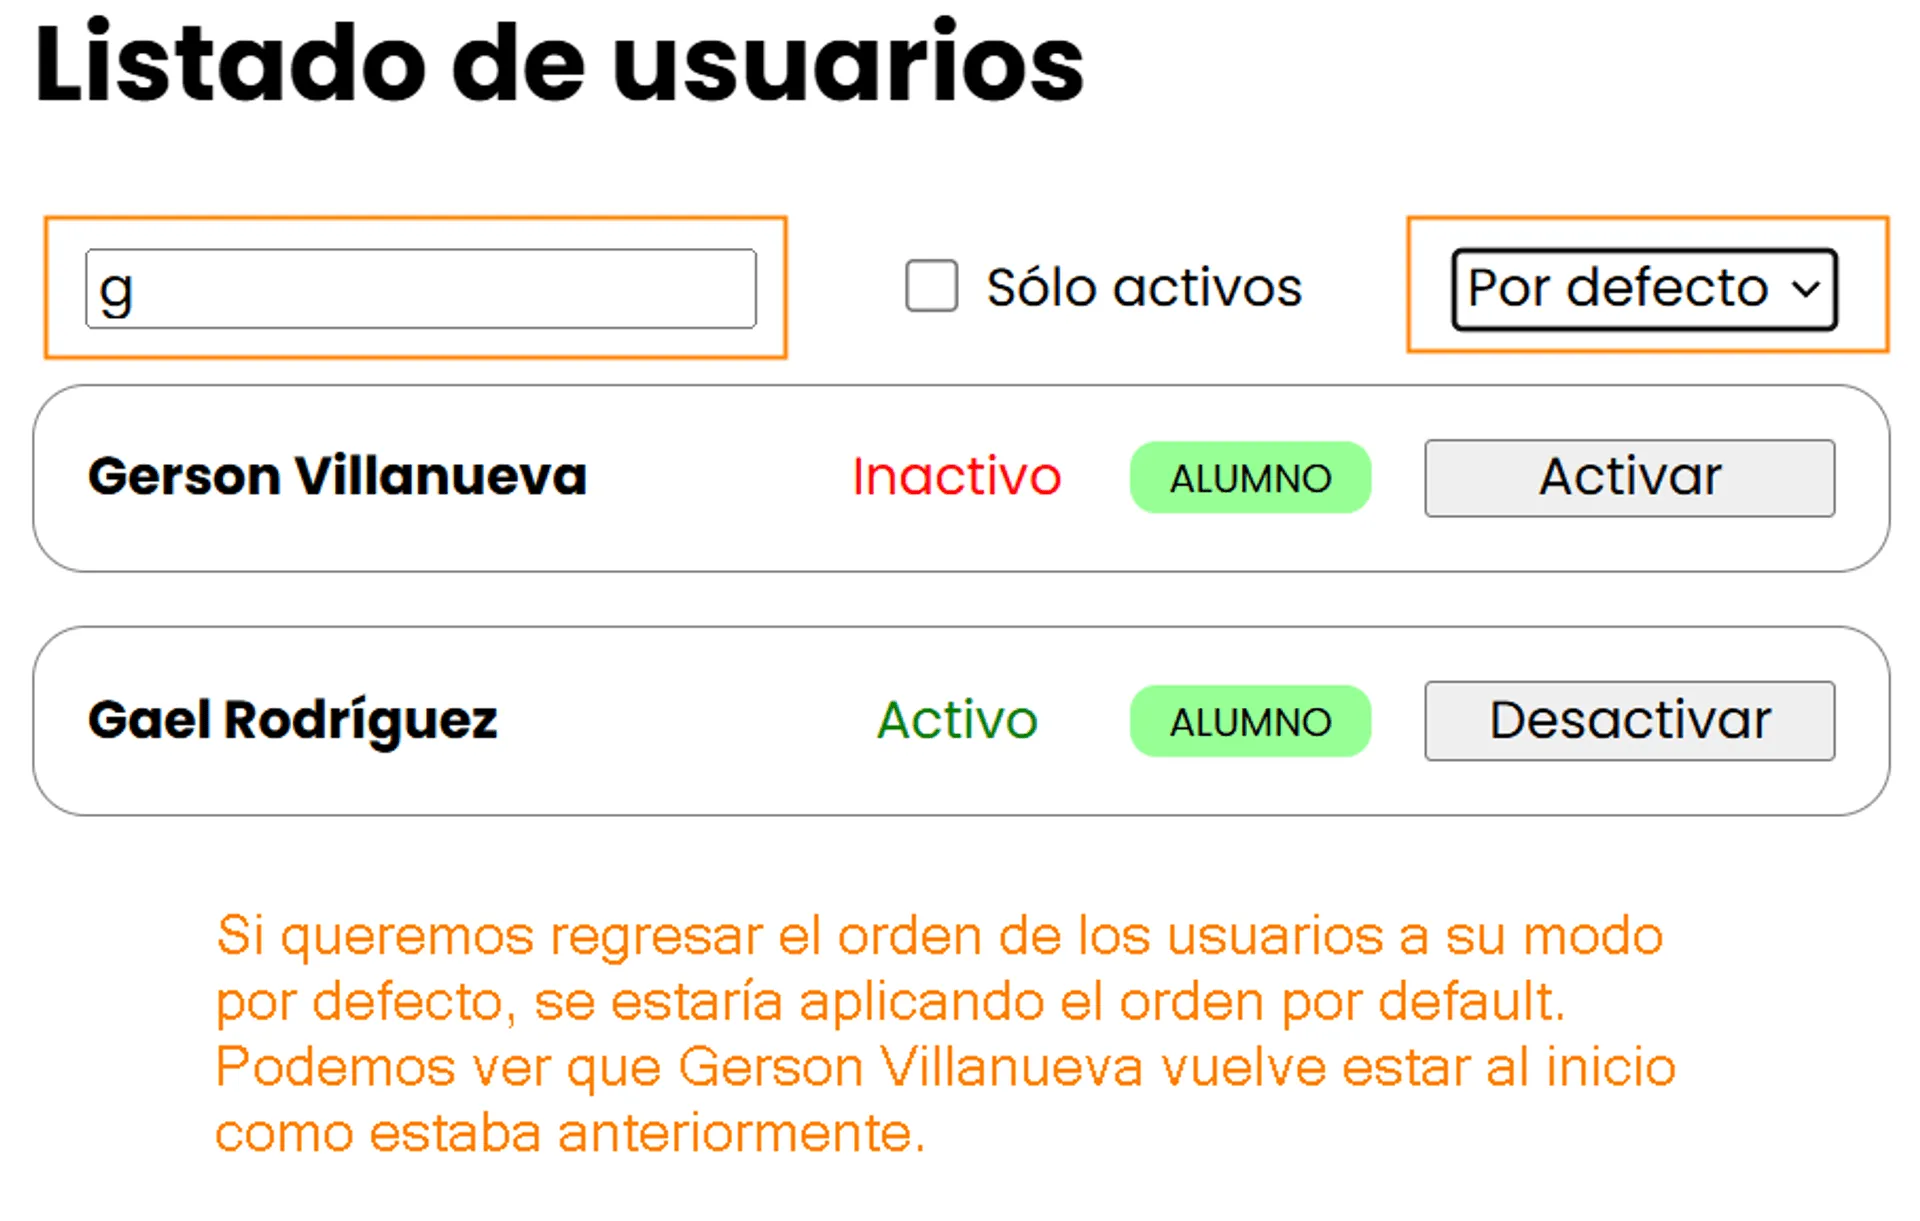 Listado de usuarios
g
Sólo activos
Por defecto
Gerson Villanueva Inactivo ALUMNO Activar
Gael Rodríguez Activo ALUMNO Desactivar
Si queremos regresar el orden de los usuarios a su modo
por defecto, se estaría aplicando el orden por default.
Podemos ver que Gerson Villanueva vuelve estar al inicio
como estaba anteriormente.